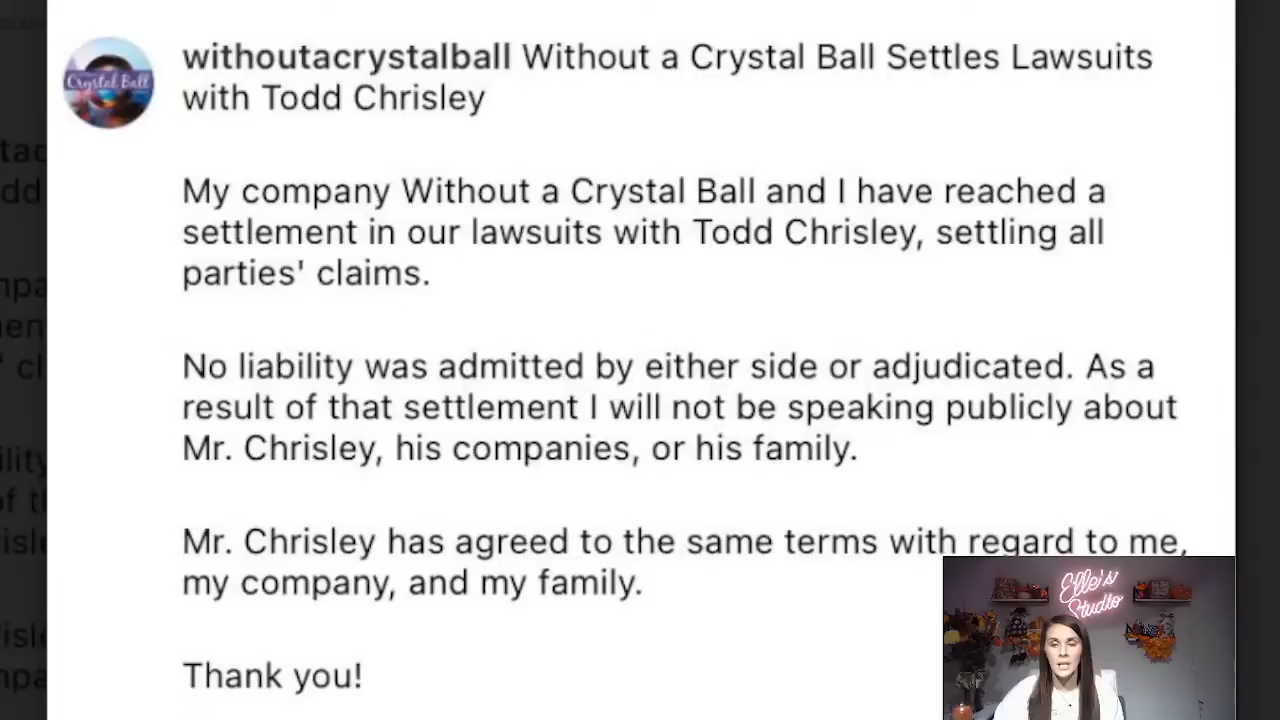 withoutacrystalball Without a Crystal Ball Settles Lawsuits
with Todd Chrisley
Crystal Ball
My company Without a Crystal Ball and I have reached a
settlement in our lawsuits with Todd Chrisley, settling all
parties' claims.
No liability was admitted by either side or adjudicated. As a
result of that settlement I will not be speaking publicly about
Mr. Chrisley, his companies, or his family.
Mr. Chrisley has agreed to the same terms with regard to me,
my company, and my family.
Thank you!
Elle's
Studio